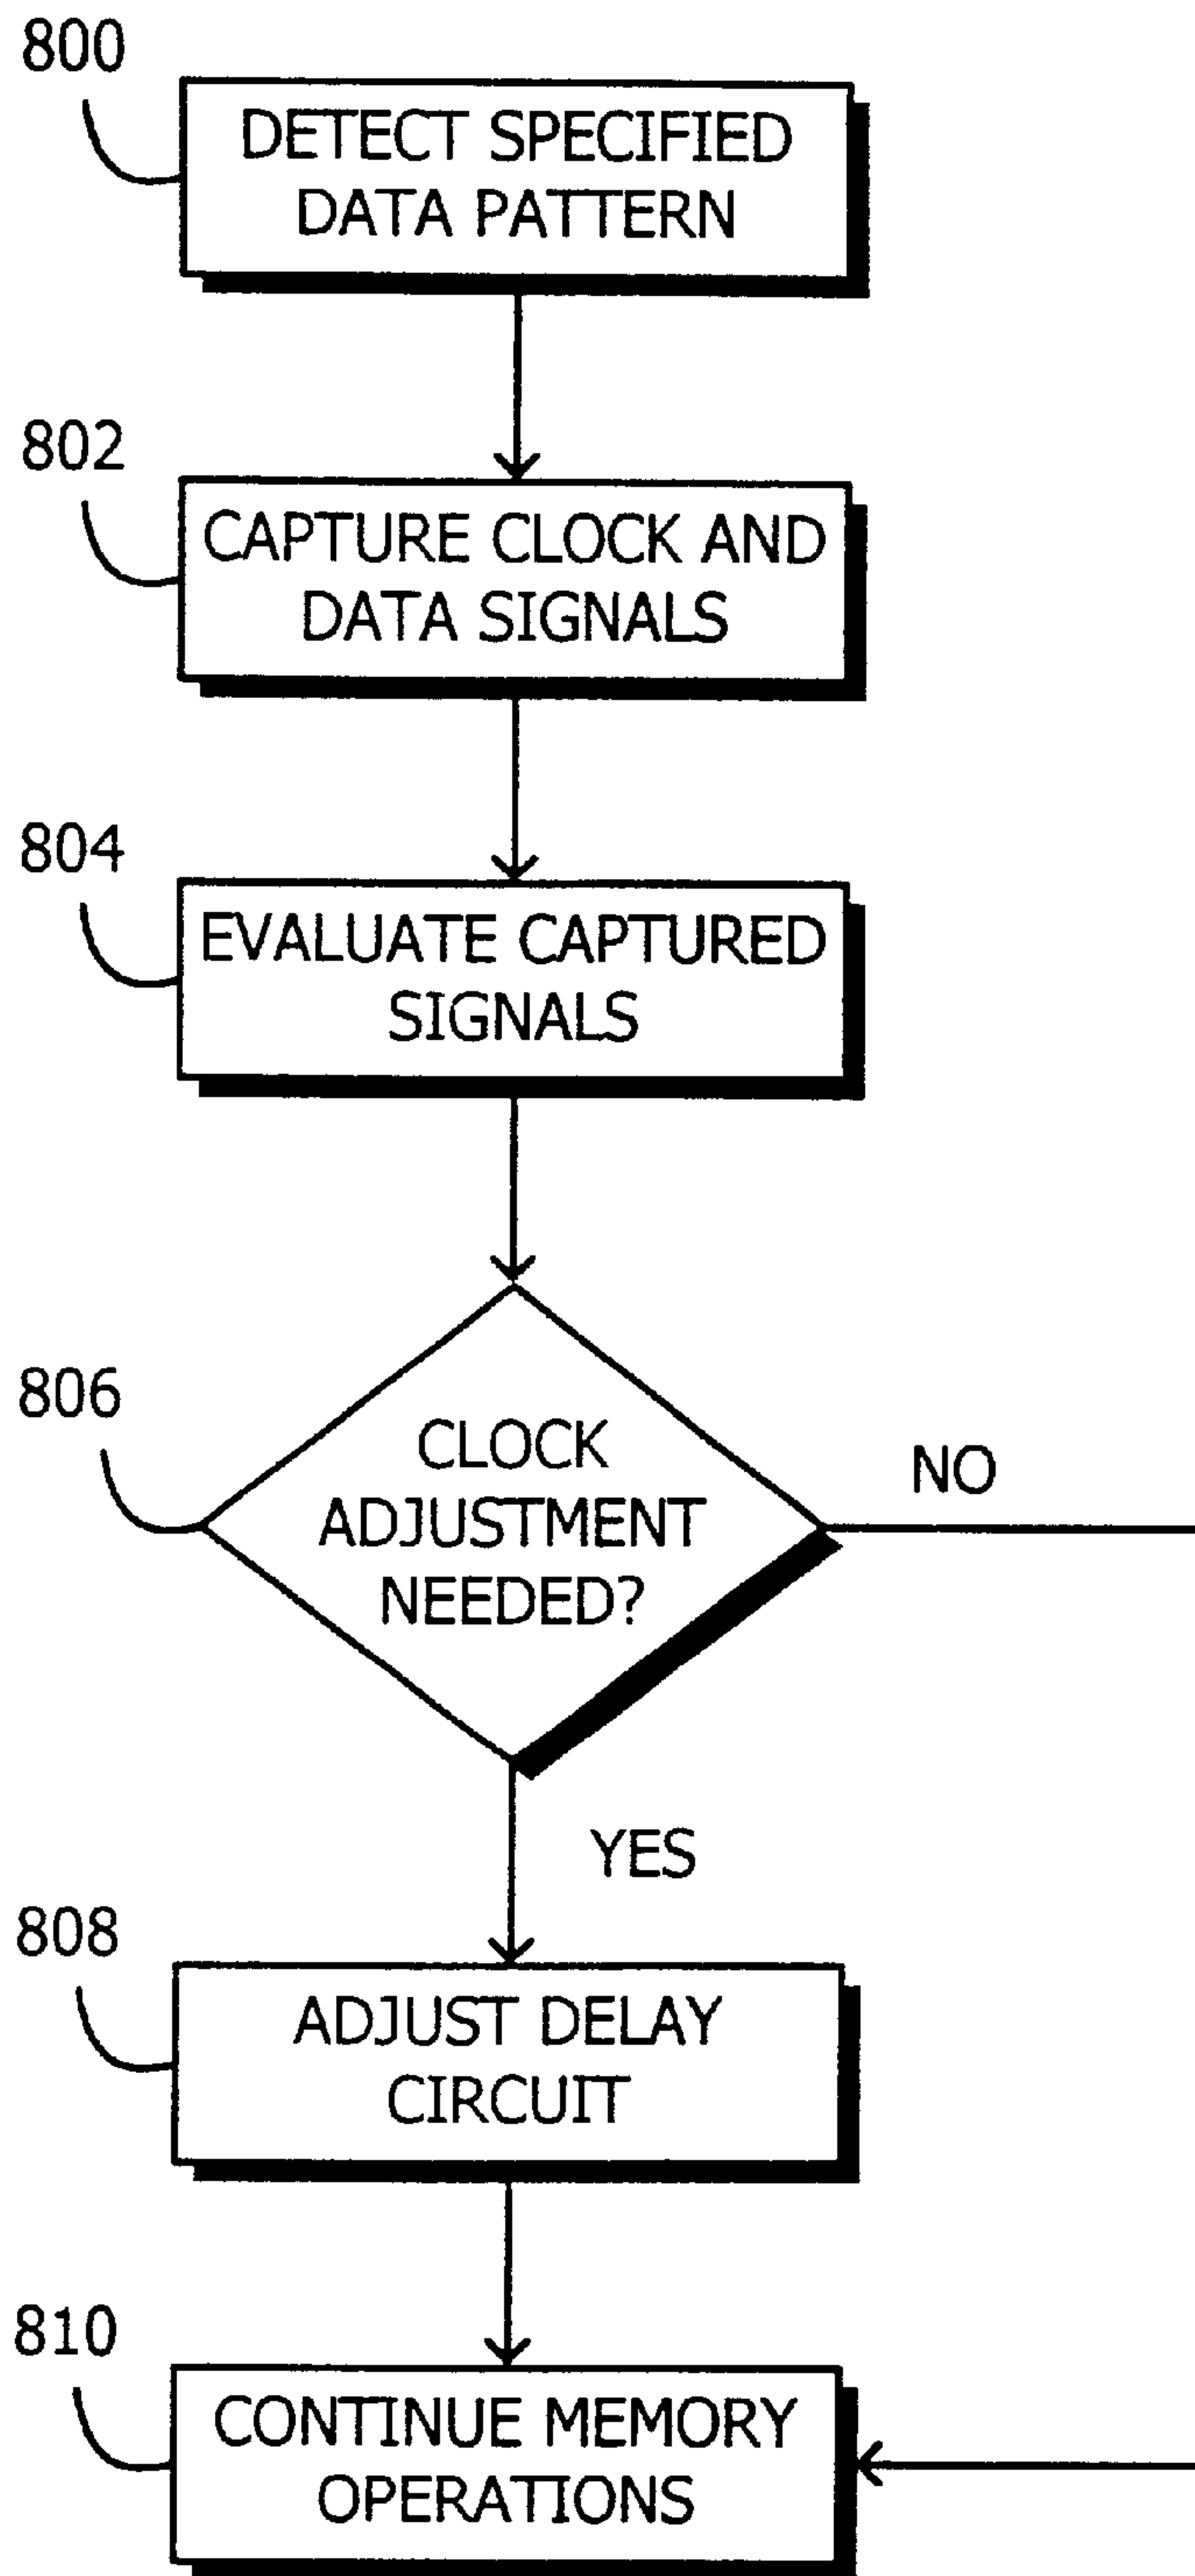 800
DETECT SPECIFIED
DATA PATTERN
802
CAPTURE CLOCK AND
DATA SIGNALS
804
EVALUATE CAPTURED
SIGNALS
806
CLOCK
ADJUSTMENT
NEEDED?
NO
YES
808
ADJUST DELAY
CIRCUIT
810
CONTINUE MEMORY
OPERATIONS